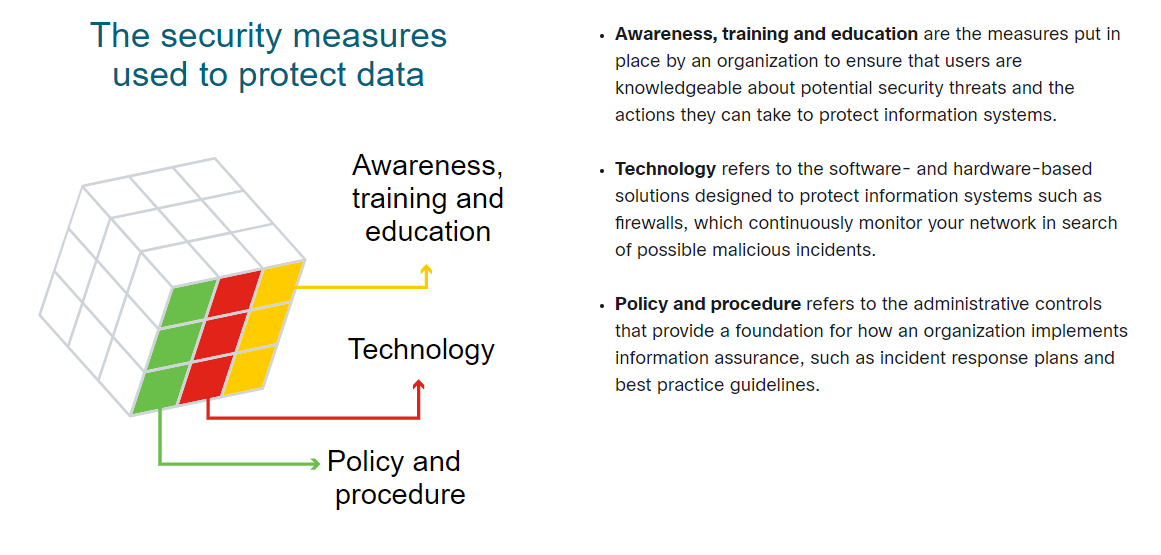 The security measures
used to protect data
Awareness,
training and
education
Technology
Policy and
procedure
• Awareness, training and education are the measures put in
place by an organization to ensure that users are
knowledgeable about potential security threats and the
actions they can take to protect information systems.
• Technology refers to the software- and hardware-based
solutions designed to protect information systems such as
firewalls, which continuously monitor your network in search
of possible malicious incidents.
• Policy and procedure refers to the administrative controls
that provide a foundation for how an organization implements
information assurance, such as incident response plans and
best practice guidelines.